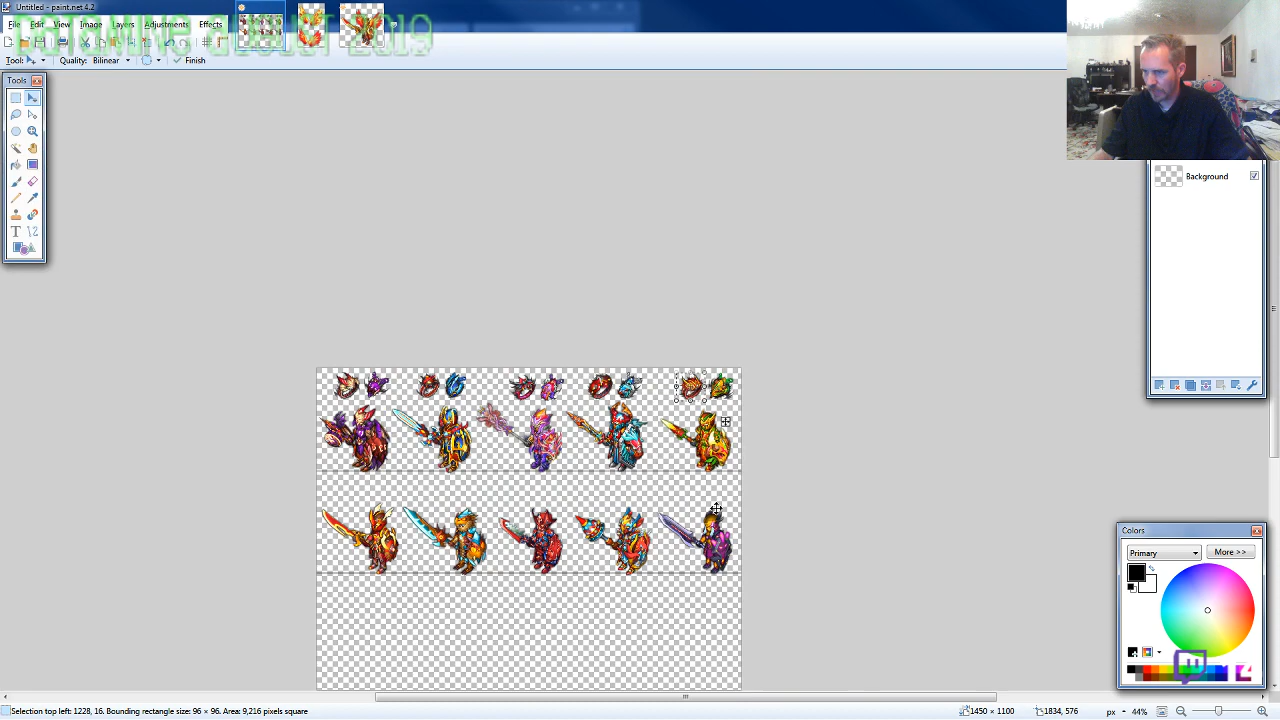 Untitled - paint.net 4.2
File Edit View Image Layers Adjustments Effects
2019
Tool: Quality: Bilinear Finish
Tools
Background
Colors
Primary More >>
Selection top left: 1228, 16. Bounding rectangle size: 96 × 96. Area: 9,216 pixels square 1450 × 1100 1834, 576 px 44%